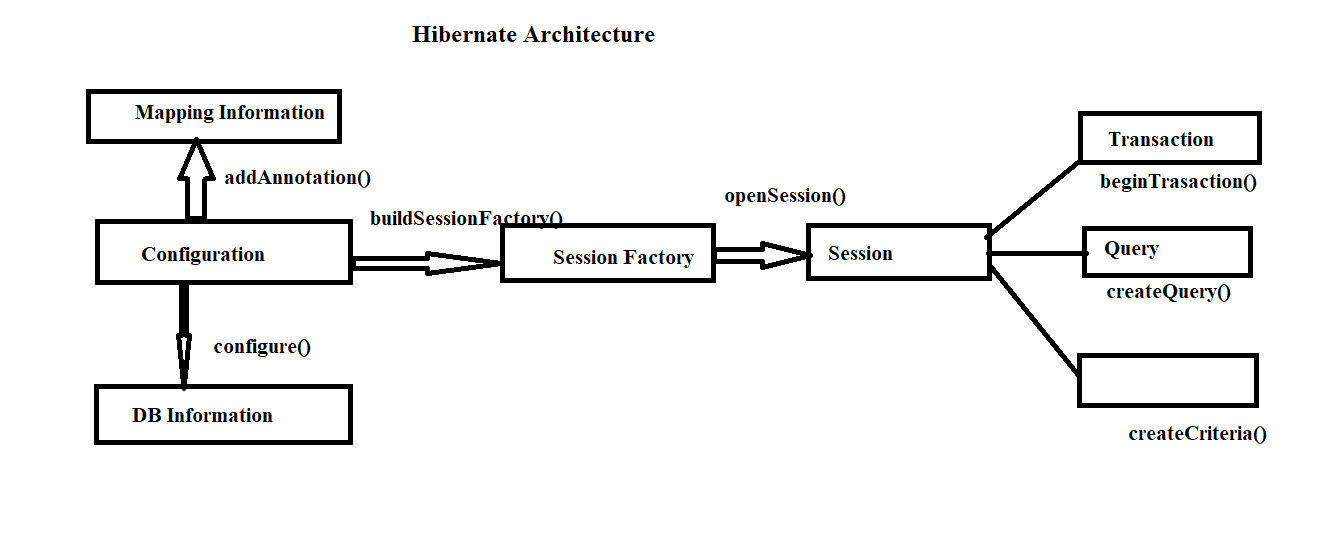 Hibernate Architecture
Mapping Information
addAnnotation()
Configuration
buildSessionFactory()
Session Factory
openSession()
Session
configure()
DB Information
Transaction
beginTrasaction()
Query
createQuery()
createCriteria()